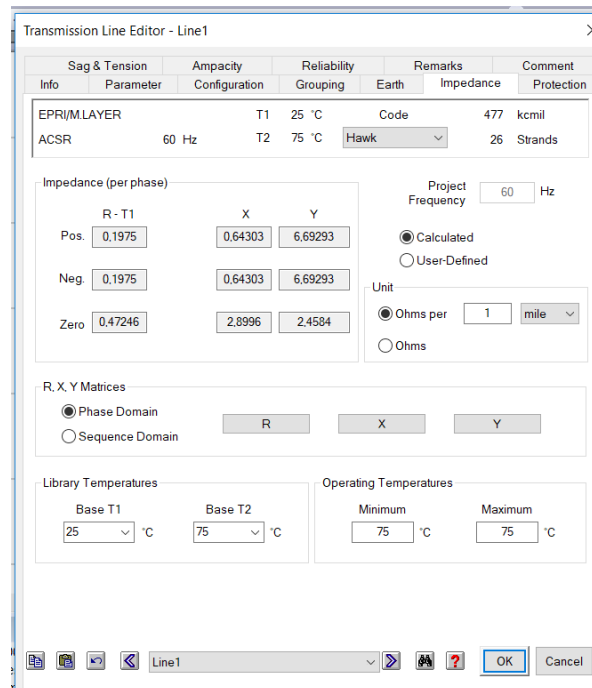 Transmission Line Editor - Line1
Sag & Tension Ampacity Reliability Remarks Comment
Info Parameter Configuration Grouping Earth Impedance Protection
EPRI/M.LAYER T1 25 °C Code 477 kcmil
ACSR 60 Hz T2 75 °C Hawk 26 Strands
Impedance (per phase)
R - T1 X Y
Pos. 0,1975 0,64303 6,69293
Neg. 0,1975 0,64303 6,69293
Zero 0,47246 2,8996 2,4584
Project
Frequency 60 Hz
Calculated
User-Defined
Unit
Ohms per 1 mile
Ohms
R, X, Y Matrices
Phase Domain
Sequence Domain
R X Y
Library Temperatures
Base T1 Base T2
25 °C 75 °C
Operating Temperatures
Minimum Maximum
75 °C 75 °C
Line1 ? OK Cancel